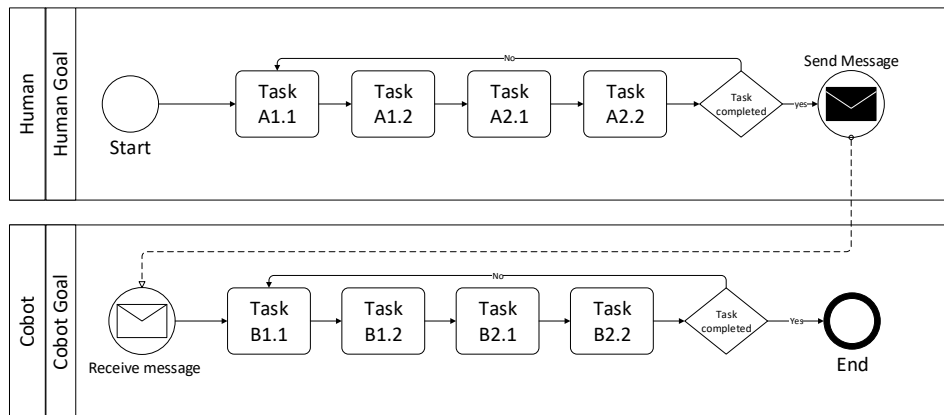 Human
Human Goal
Start
Task
A1.1
Task
A1.2
Task
A2.1
Task
A2.2
No
Task
completed
yes
Send Message
Cobot
Cobot Goal
Receive message
Task
B1.1
Task
B1.2
Task
B2.1
Task
B2.2
No
Task
completed
Yes
End